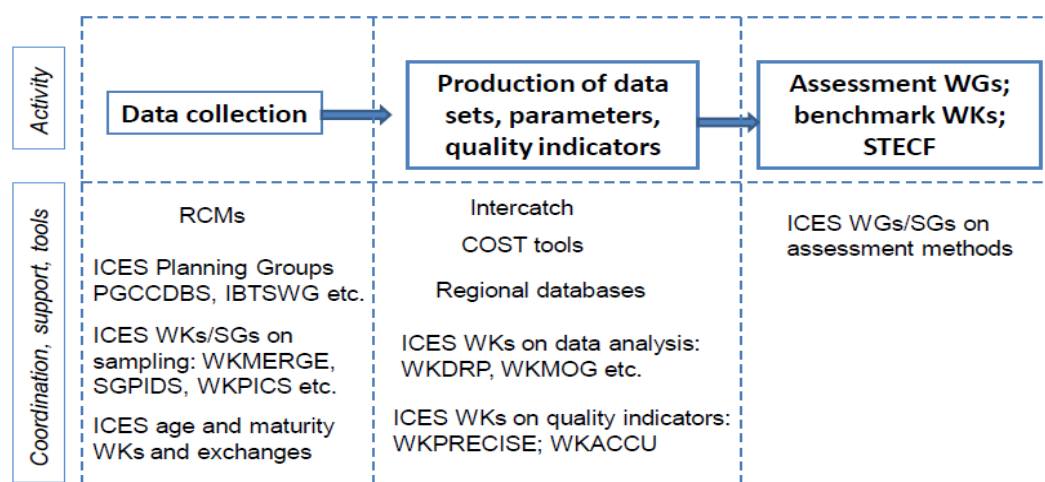 Activity
Data collection
Production of data
sets, parameters,
quality indicators
Assessment WGs;
benchmark WKs;
STECF
Coordination, support, tools
RCMs
ICES Planning Groups
PGCCDBS, IBTSWG etc.
ICES WKs/SGs on
sampling: WKMERGE,
SGPIDS, WKPICS etc.
ICES age and maturity
WKs and exchanges
Intercatch
COST tools
Regional databases
ICES WKs on data analysis:
WKDRP, WKMOG etc.
ICES WKs on quality indicators:
WKPRECISE; WKACCU
ICES WGs/SGs on
assessment methods